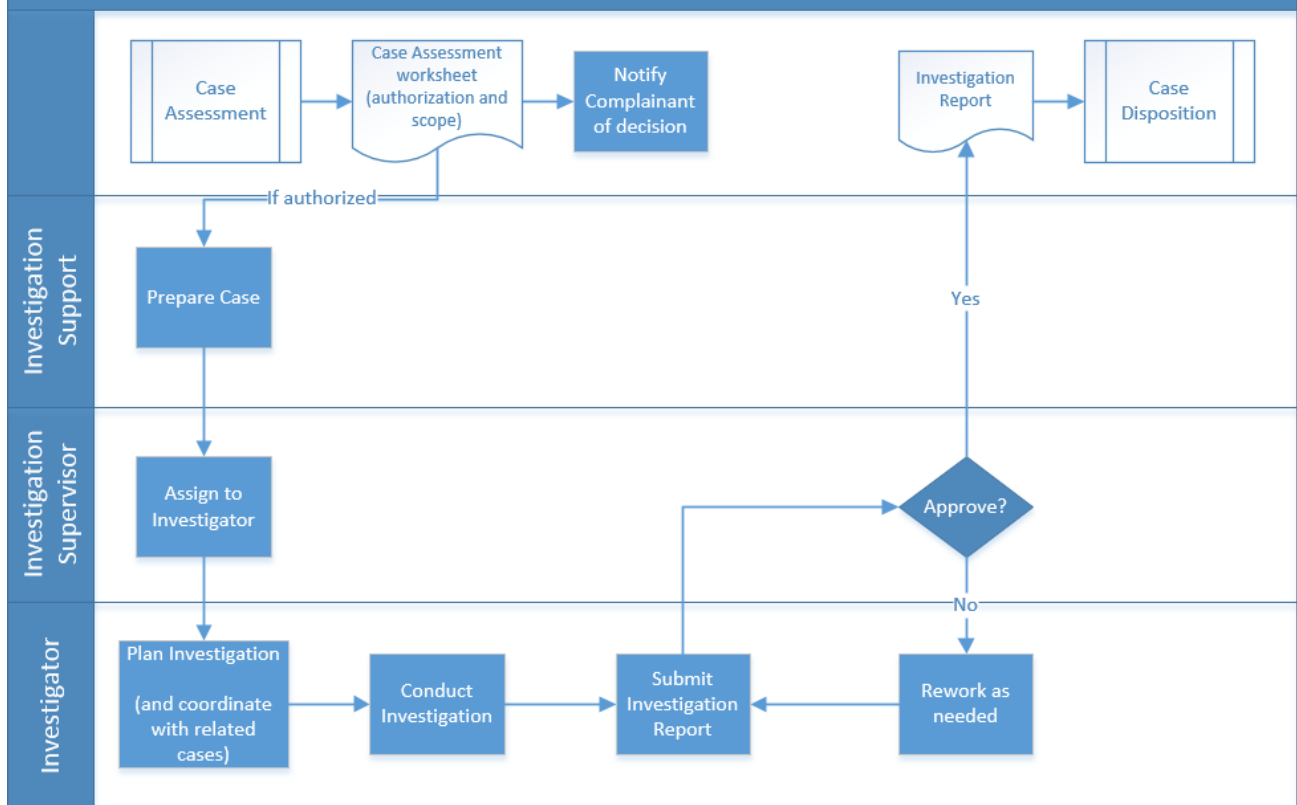 Case
Assessment
Case Assessment
worksheet
(authorization and
scope)
Notify
Complainant
of decision
Investigation
Report
Case
Disposition
If authorized
Investigation
Support
Prepare Case
Yes
Investigation
Supervisor
Assign to
Investigator
Approve?
No
Investigator
Plan Investigation
(and coordinate
with related
cases)
Conduct
Investigation
Submit
Investigation
Report
Rework as
needed